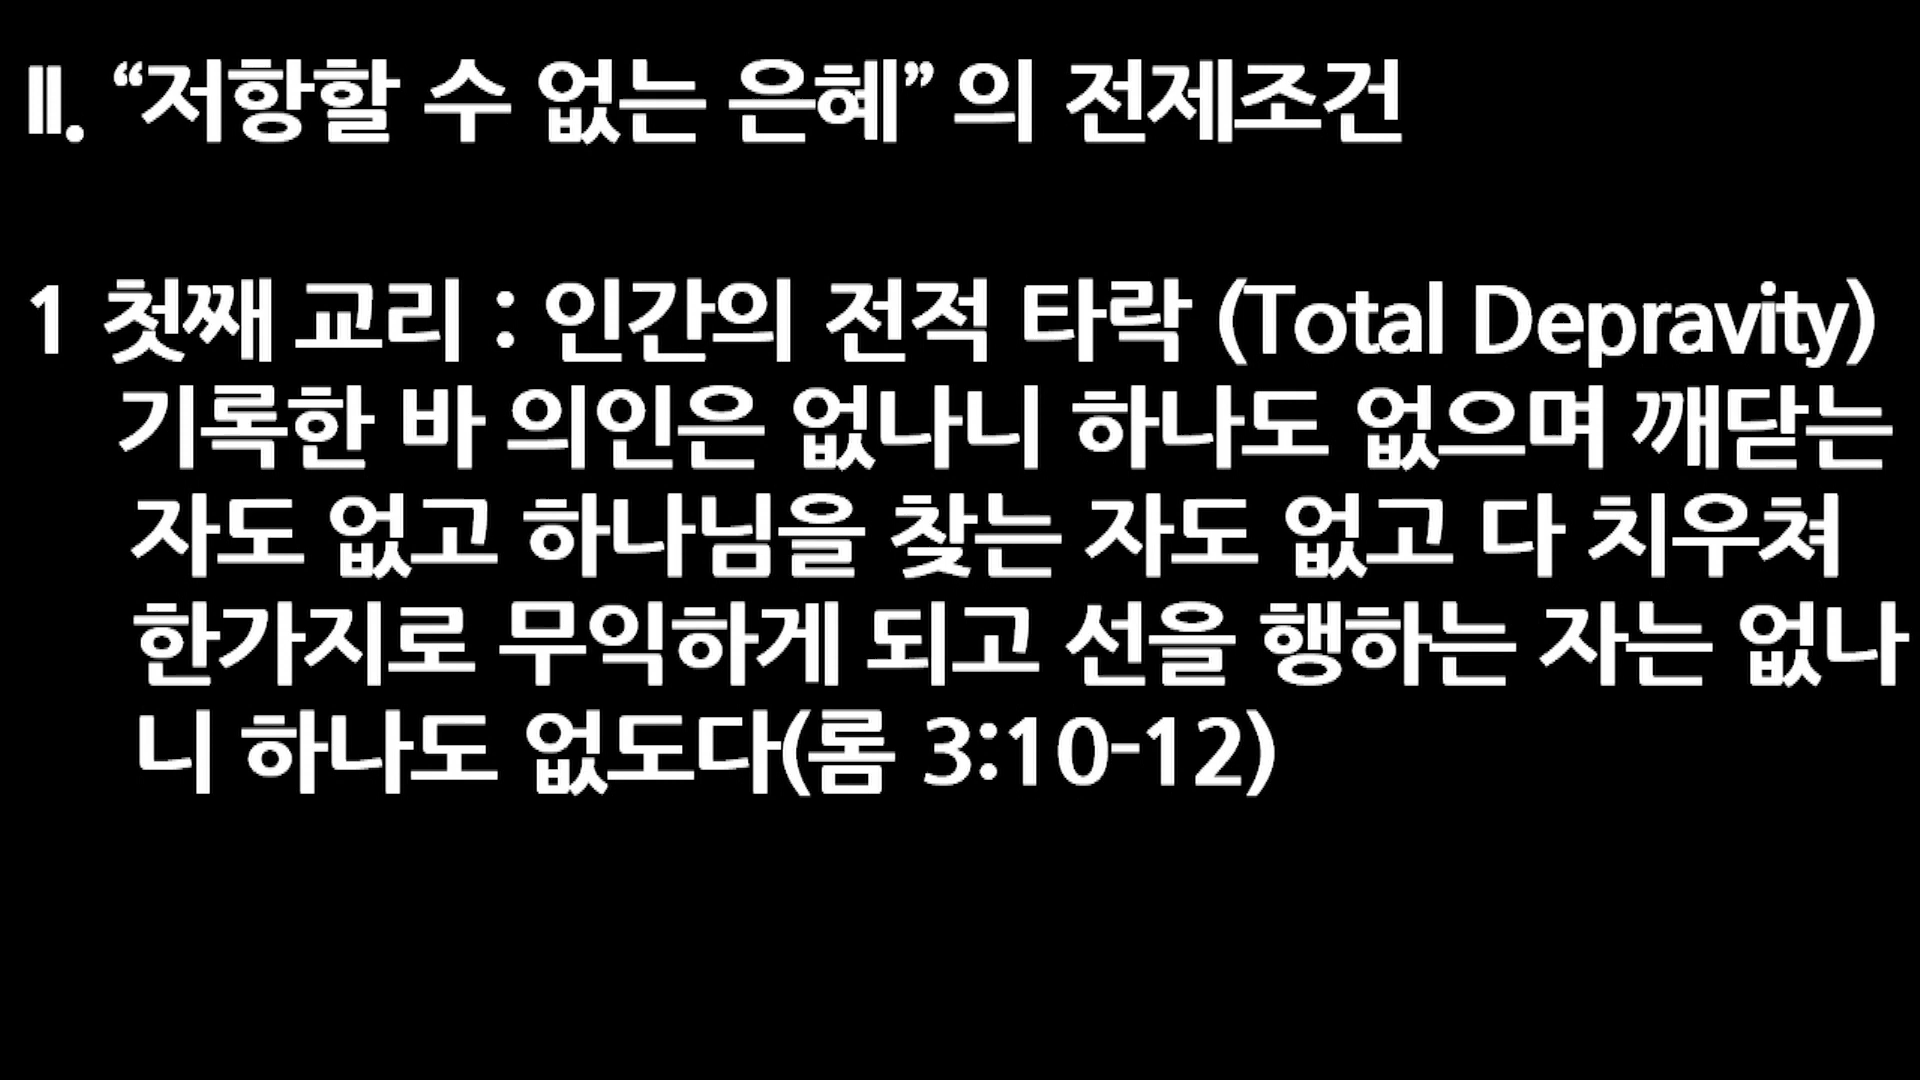 II. “저항할 수 없는 은혜” 의 전제조건
1 첫째 교리 : 인간의 전적 타락 (Total Depravity)
기록한 바 의인은 없나니 하나도 없으며 깨닫는
자도 없고 하나님을 찾는 자도 없고 다 치우쳐
한가지로 무익하게 되고 선을 행하는 자는 없나
니 하나도 없도다(롬 3:10-12)